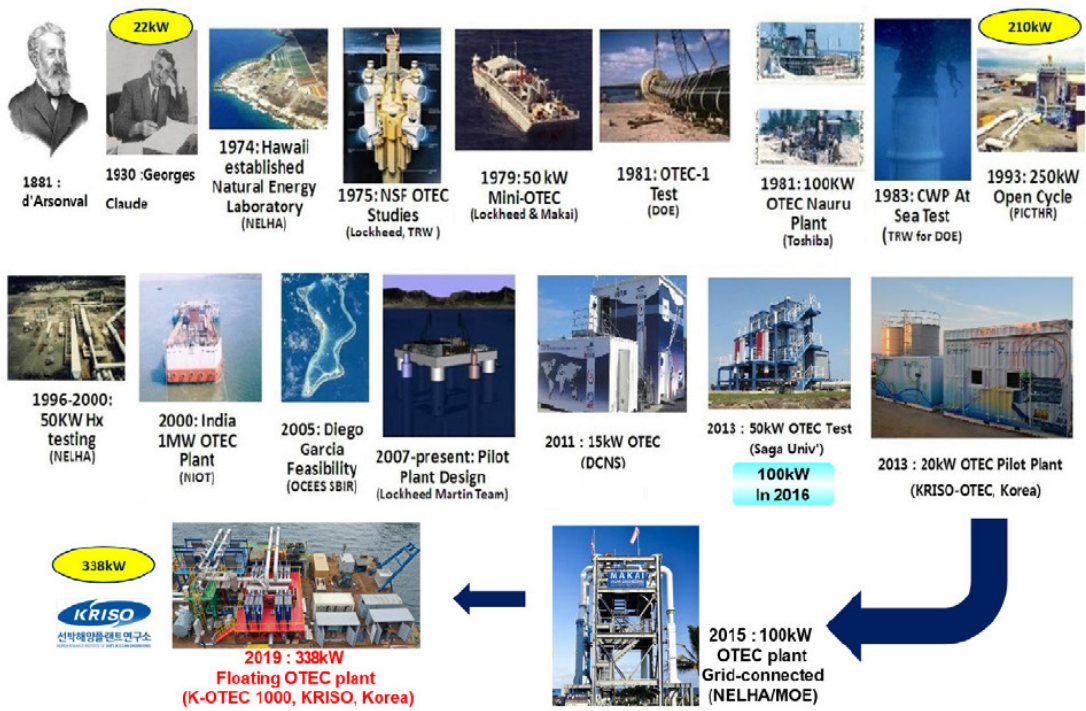 22kW
210kW
1881 :
d'Arsonval
1930 :Georges
Claude
1974: Hawaii
established
Natural Energy
Laboratory
(NELHA)
1975: NSF OTEC
Studies
(Lockheed, TRW )
1979: 50 kW
Mini-OTEC
(Lockheed & Makai)
1981: OTEC-1
Test
(DOE)
1981: 100KW
OTEC Nauru
Plant
(Toshiba)
1983: CWP At
Sea Test
(TRW for DOE)
1993: 250kW
Open Cycle
(PICTHR)
1996-2000:
50KW Hx
testing
(NELHA)
2000: India
1MW OTEC
Plant
(NIOT)
2005: Diego
Garcia
Feasibility
(OCEES SBIR)
2007-present: Pilot
Plant Design
(Lockheed Martin Team)
2011 : 15kW OTEC
(DCNS)
2013 : 50kW OTEC Test
(Saga Univ')
100kW
In 2016
2013 : 20kW OTEC Pilot Plant
(KRISO-OTEC, Korea)
338kW
KRISO
선박해양플랜트연구소
2019 : 338kW
Floating OTEC plant
(K-OTEC 1000, KRISO, Korea)
MAKAI
2015 : 100kW
OTEC plant
Grid-connected
(NELHA/MOE)